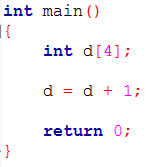 int main()
{
    int d[4];
    d = d + 1;
    return 0;
}